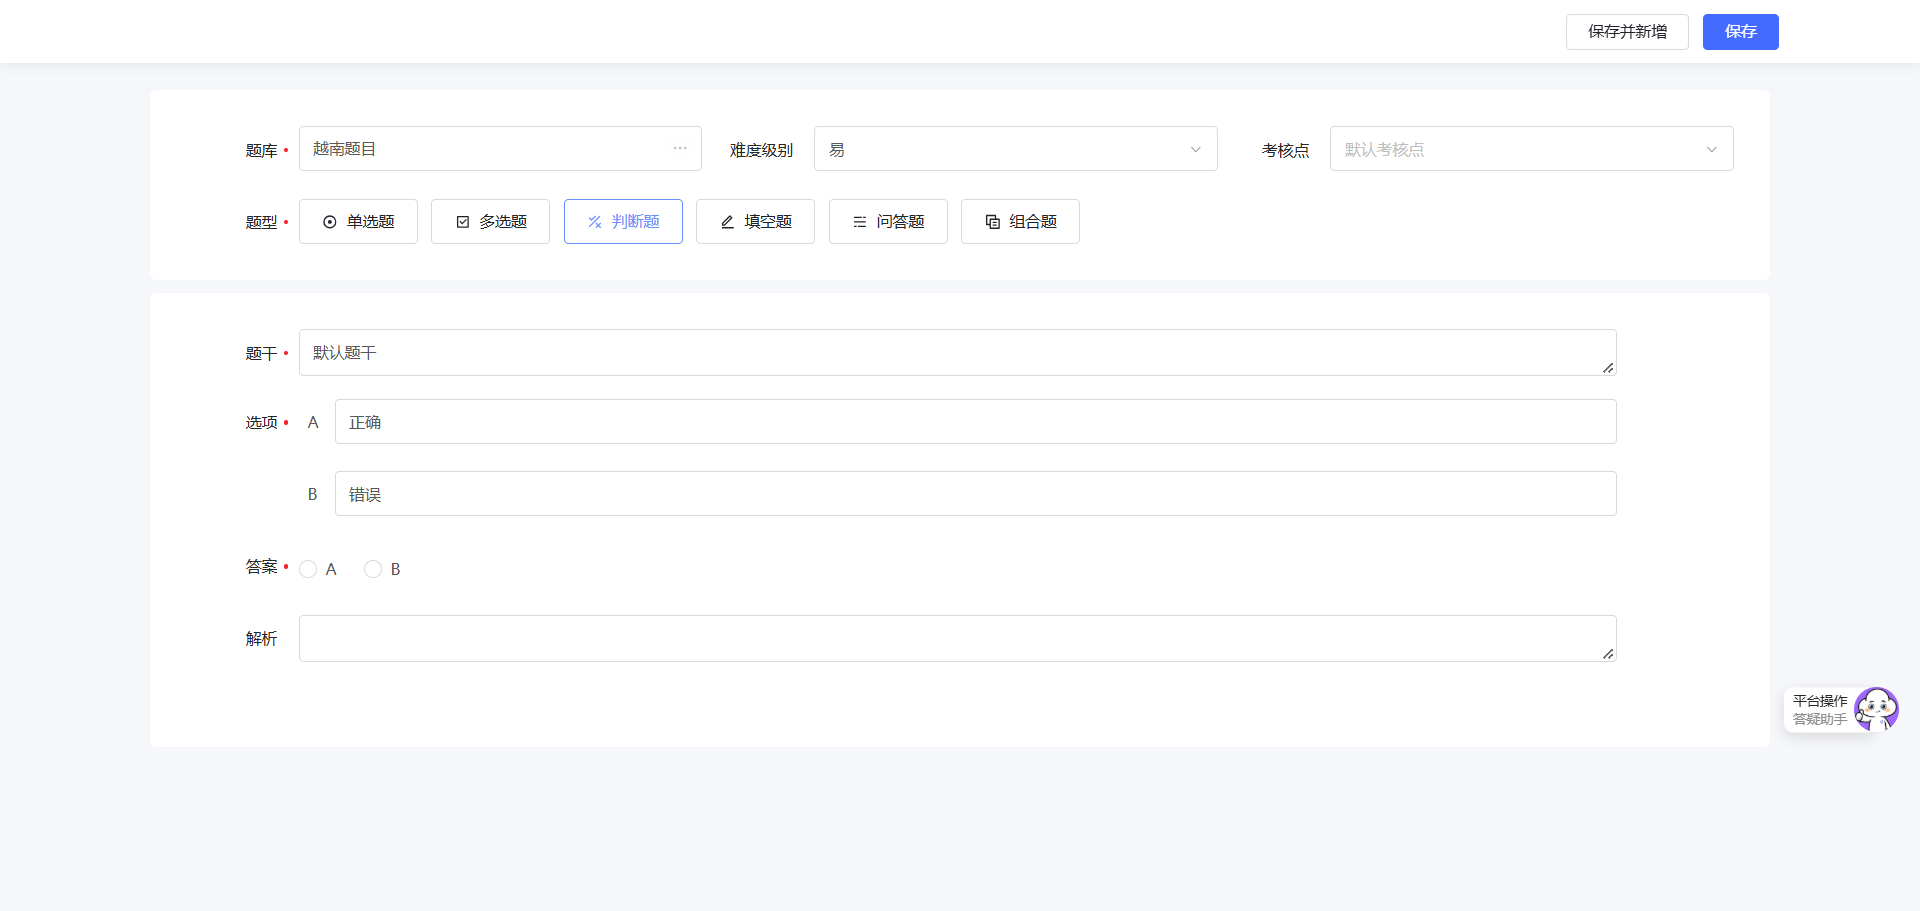 保存并新增 保存
题库 越南题目 难度级别 易 考核点 默认考核点
题型 单选题 多选题 判断题 填空题 问答题 组合题
题干 默认题干
选项 A 正确
B 错误
答案 A B
解析
平台操作
答疑助手